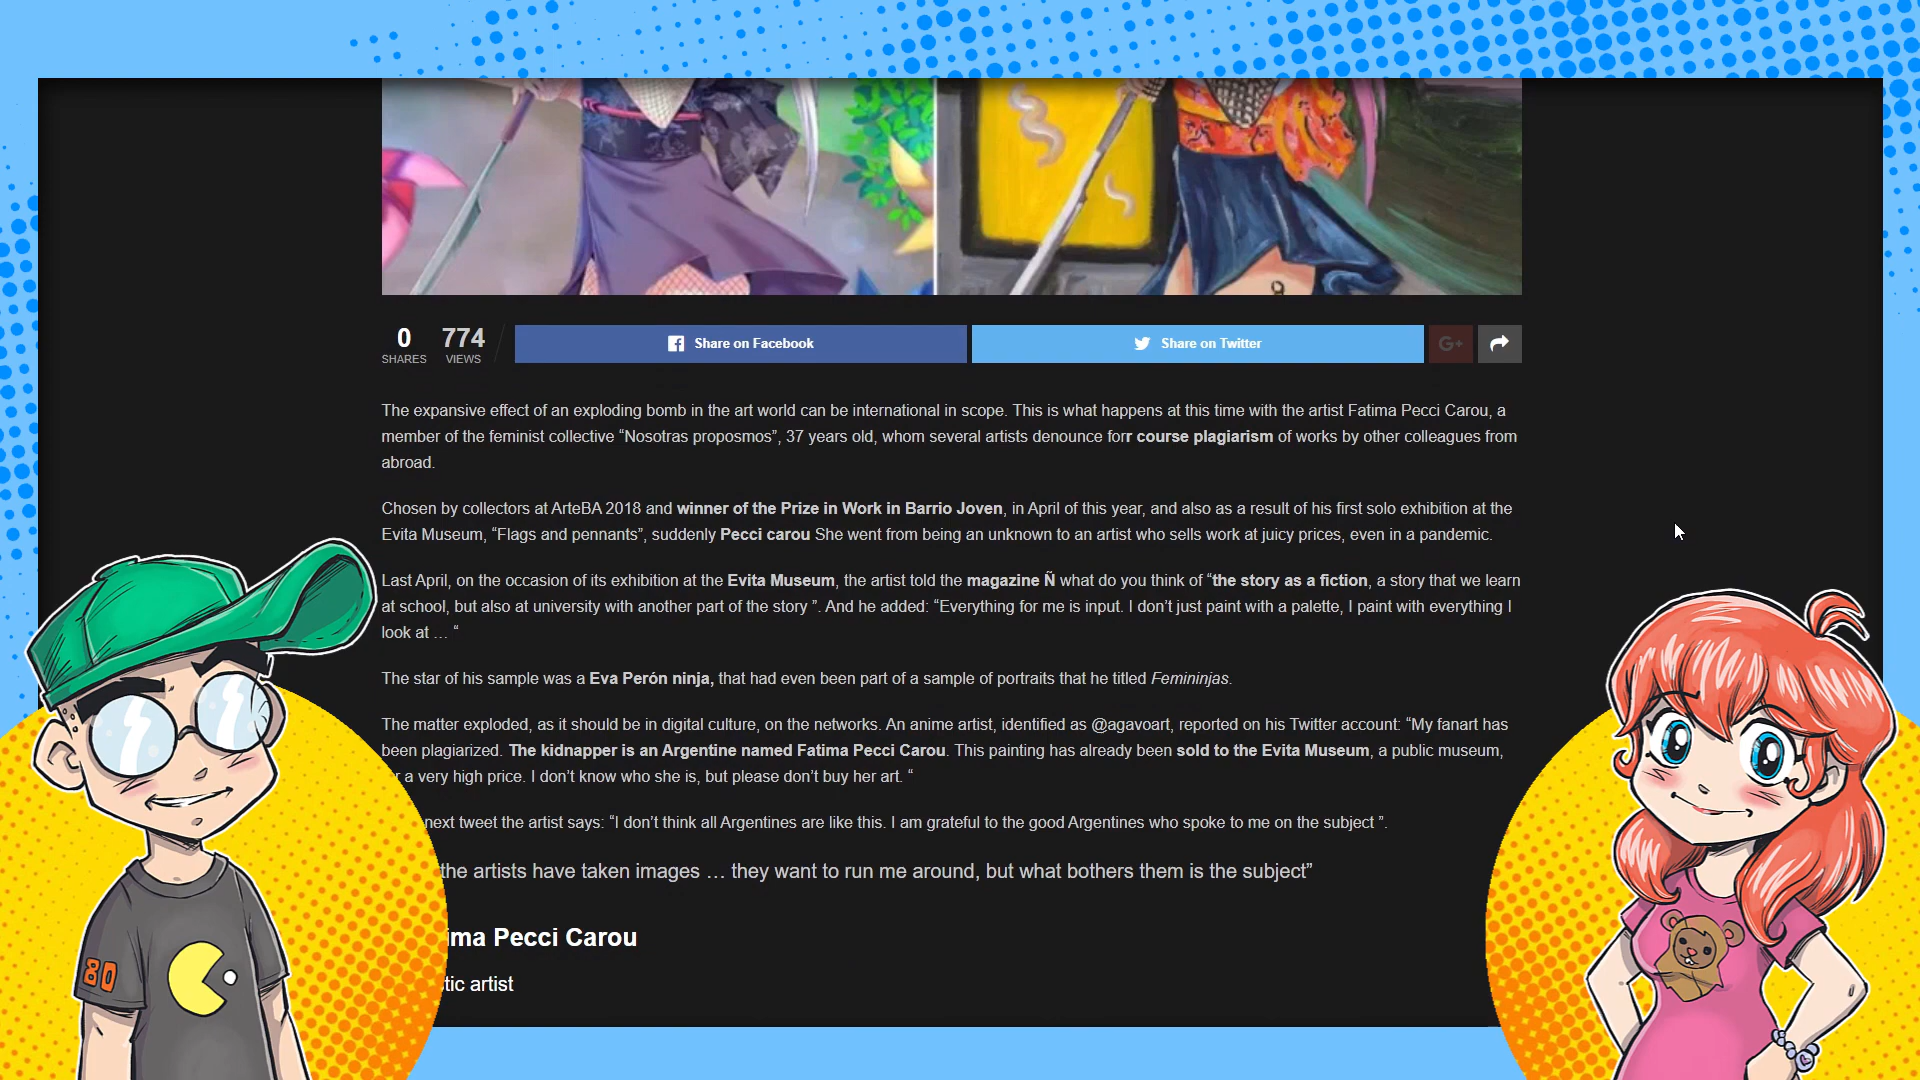 0 774
SHARES VIEWS
Share on Facebook
Share on Twitter
G+
The expansive effect of an exploding bomb in the art world can be international in scope. This is what happens at this time with the artist Fatima Pecci Carou, a
member of the feminist collective “Nosotras proposmos”, 37 years old, whom several artists denounce forr course plagiarism of works by other colleagues from
abroad.
Chosen by collectors at ArteBA 2018 and winner of the Prize in Work in Barrio Joven, in April of this year, and also as a result of his first solo exhibition at the
Evita Museum, “Flags and pennants”, suddenly Pecci carou She went from being an unknown to an artist who sells work at juicy prices, even in a pandemic.
Last April, on the occasion of its exhibition at the Evita Museum, the artist told the magazine Ñ what do you think of “the story as a fiction, a story that we learn
at school, but also at university with another part of the story ”. And he added: “Everything for me is input. I don’t just paint with a palette, I paint with everything I
look at … “
The star of his sample was a Eva Perón ninja, that had even been part of a sample of portraits that he titled Femininjas.
The matter exploded, as it should be in digital culture, on the networks. An anime artist, identified as @agavoart, reported on his Twitter account: “My fanart has
been plagiarized. The kidnapper is an Argentine named Fatima Pecci Carou. This painting has already been sold to the Evita Museum, a public museum,
a very high price. I don’t know who she is, but please don’t buy her art. “
next tweet the artist says: “I don’t think all Argentines are like this. I am grateful to the good Argentines who spoke to me on the subject ”.
the artists have taken images … they want to run me around, but what bothers them is the subject”
ima Pecci Carou
tic artist
80